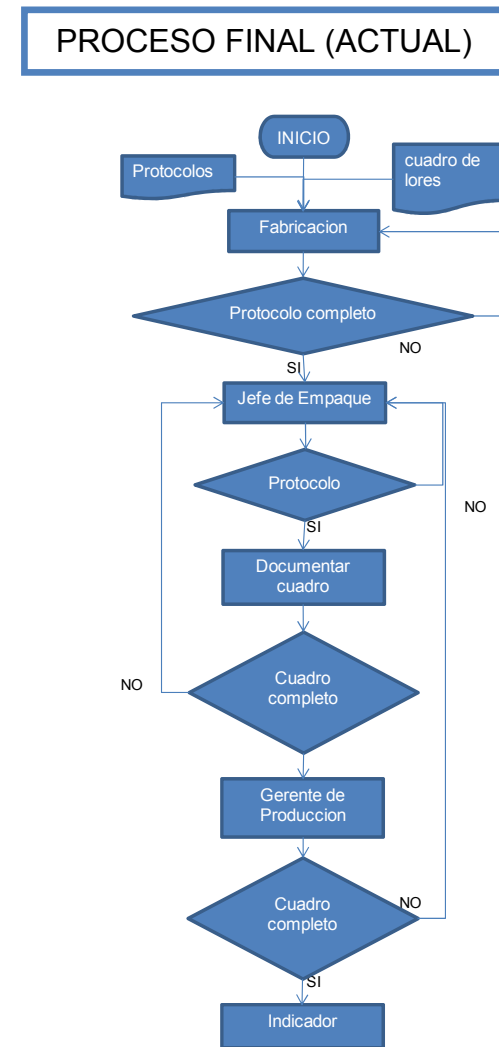 PROCESO FINAL (ACTUAL)
INICIO
Protocolos
cuadro de
lores
Fabricacion
Protocolo completo
NO
SI
Jefe de Empaque
Protocolo
NO
SI
Documentar
cuadro
Cuadro
completo
NO
Gerente de
Produccion
Cuadro
completo
NO
SI
Indicador